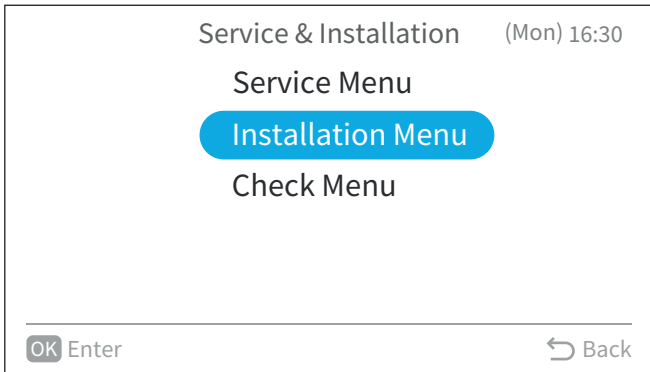 Service & Installation (Mon) 16:30
Service Menu
Installation Menu
Check Menu
OK Enter Back